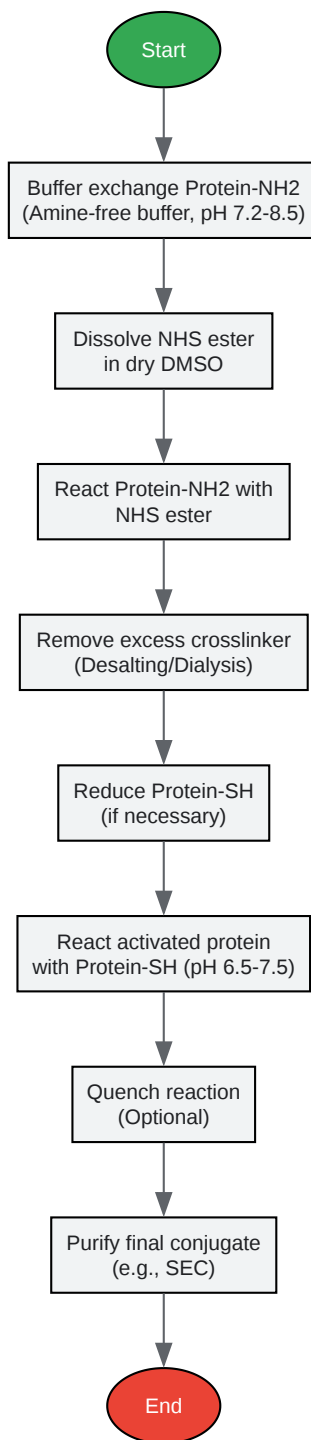 Start
Buffer exchange Protein-NH2
(Amine-free buffer, pH 7.2-8.5)
Dissolve NHS ester
in dry DMSO
React Protein-NH2 with
NHS ester
Remove excess crosslinker
(Desalting/Dialysis)
Reduce Protein-SH
(if necessary)
React activated protein
with Protein-SH (pH 6.5-7.5)
Quench reaction
(Optional)
Purify final conjugate
(e.g., SEC)
End